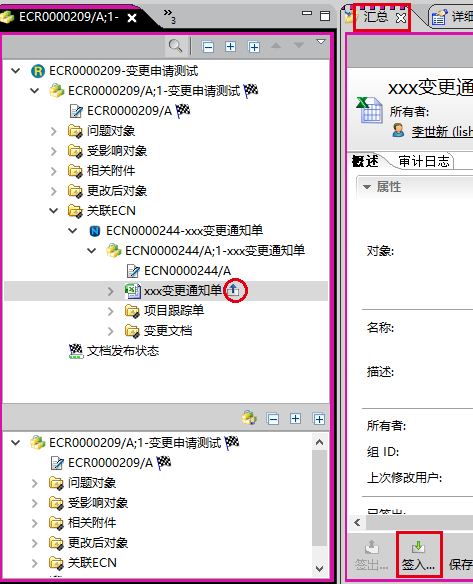 ECR0000209/A;1-
3
ECR0000209-变更申请测试
ECR0000209/A;1-变更申请测试
ECR0000209/A
问题对象
受影响对象
相关附件
更改后对象
关联ECN
ECN0000244-xxx变更通知单
ECN0000244/A;1-xxx变更通知单
ECN0000244/A
xxx变更通知单
项目跟踪单
变更文档
文档发布状态
ECR0000209/A;1-变更申请测试
ECR0000209/A
问题对象
受影响对象
相关附件
更改后对象
关联ECN
汇总
详细
xxx变更通
所有者:
李世新 (lish
概述
审计日志
属性
对象:
名称:
描述:
所有者:
组 ID:
上次修改用户:
已签出:
签出...
签入...
保存